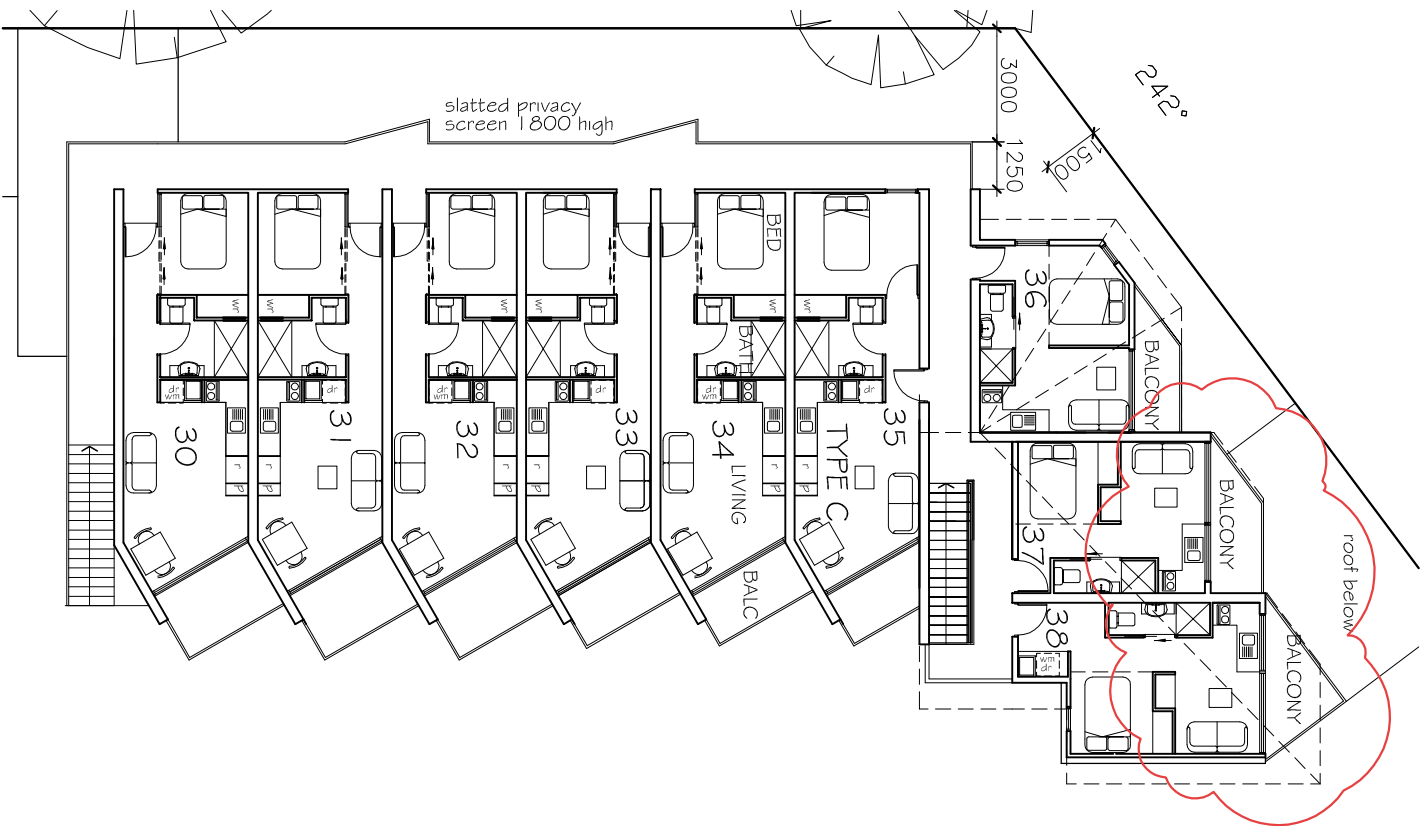 slatted privacy
screen 1800 high
3000
1250
1500
242°
BED
wr
wr
wr
wr
wr
wr
BATH
dr
wm
dr
dr
wm
dr
dr
wm
dr
30
31
32
33
34
35
36
37
38
LIVING
TYPE C
r
p
r
p
r
p
r
p
r
p
r
p
BALC
BALCONY
BALCONY
BALCONY
wm
dr
roof below